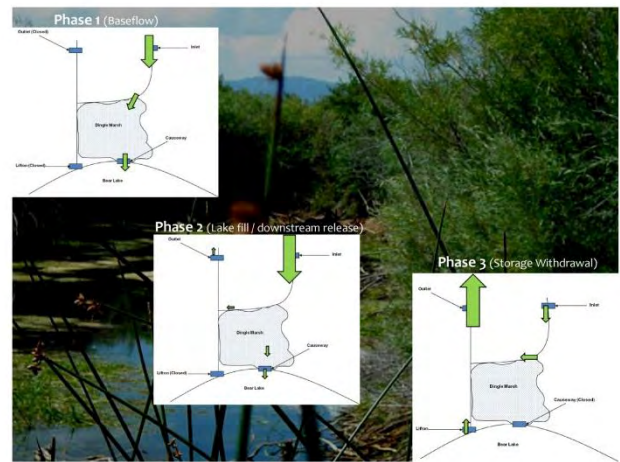 Phase 1 (Baseflow)
Outlet (Closed)
Inlet
Dingle Marsh
Causeway
Lifton (Closed)
Bear Lake
Phase 2 (Lake fill / downstream release)
Outlet
Inlet
Dingle Marsh
Causeway
Lifton (Closed)
Bear Lake
Phase 3 (Storage Withdrawal)
Outlet
Inlet
Dingle Marsh
Causeway (Closed)
Lifton
Bear Lake